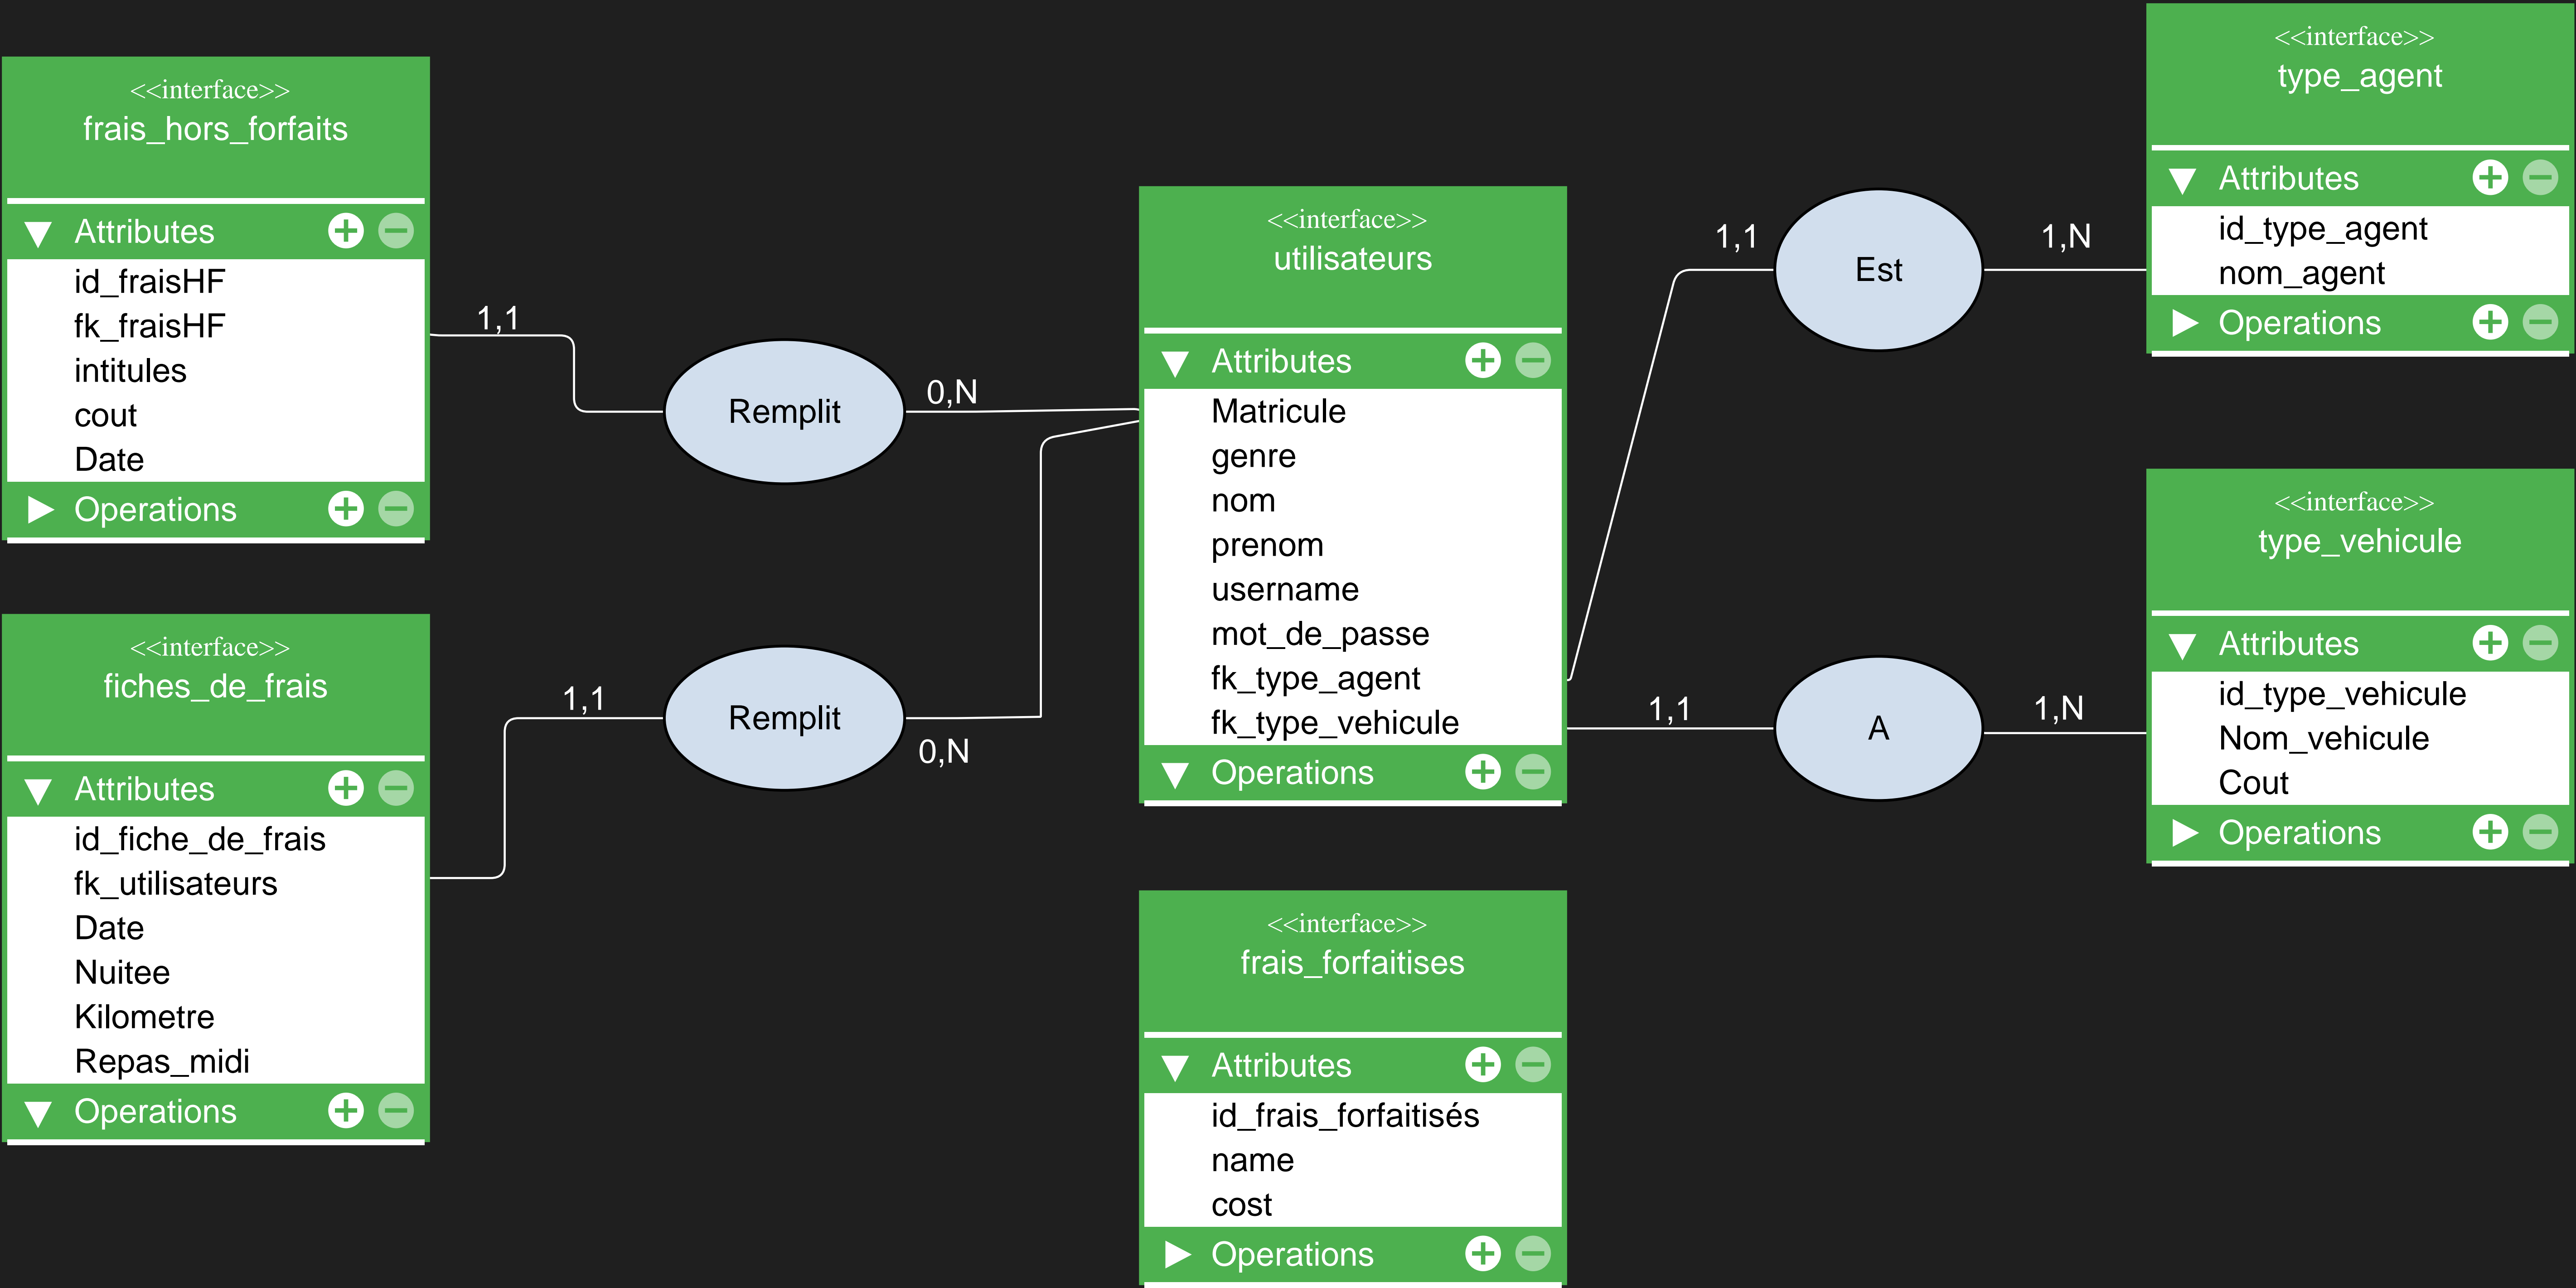 <<interface>>
frais_hors_forfaits
Attributes
id_fraisHF
fk_fraisHF
intitules
cout
Date
Operations
1,1
Remplit
0,N
<<interface>>
fiches_de_frais
Attributes
id_fiche_de_frais
fk_utilisateurs
Date
Nuitee
Kilometre
Repas_midi
Operations
1,1
Remplit
0,N
<<interface>>
utilisateurs
Attributes
Matricule
genre
nom
prenom
username
mot_de_passe
fk_type_agent
fk_type_vehicule
Operations
<<interface>>
frais_forfaitises
Attributes
id_frais_forfaitisés
name
cost
Operations
1,1
Est
1,N
1,1
A
1,N
<<interface>>
type_agent
Attributes
id_type_agent
nom_agent
Operations
<<interface>>
type_vehicule
Attributes
id_type_vehicule
Nom_vehicule
Cout
Operations